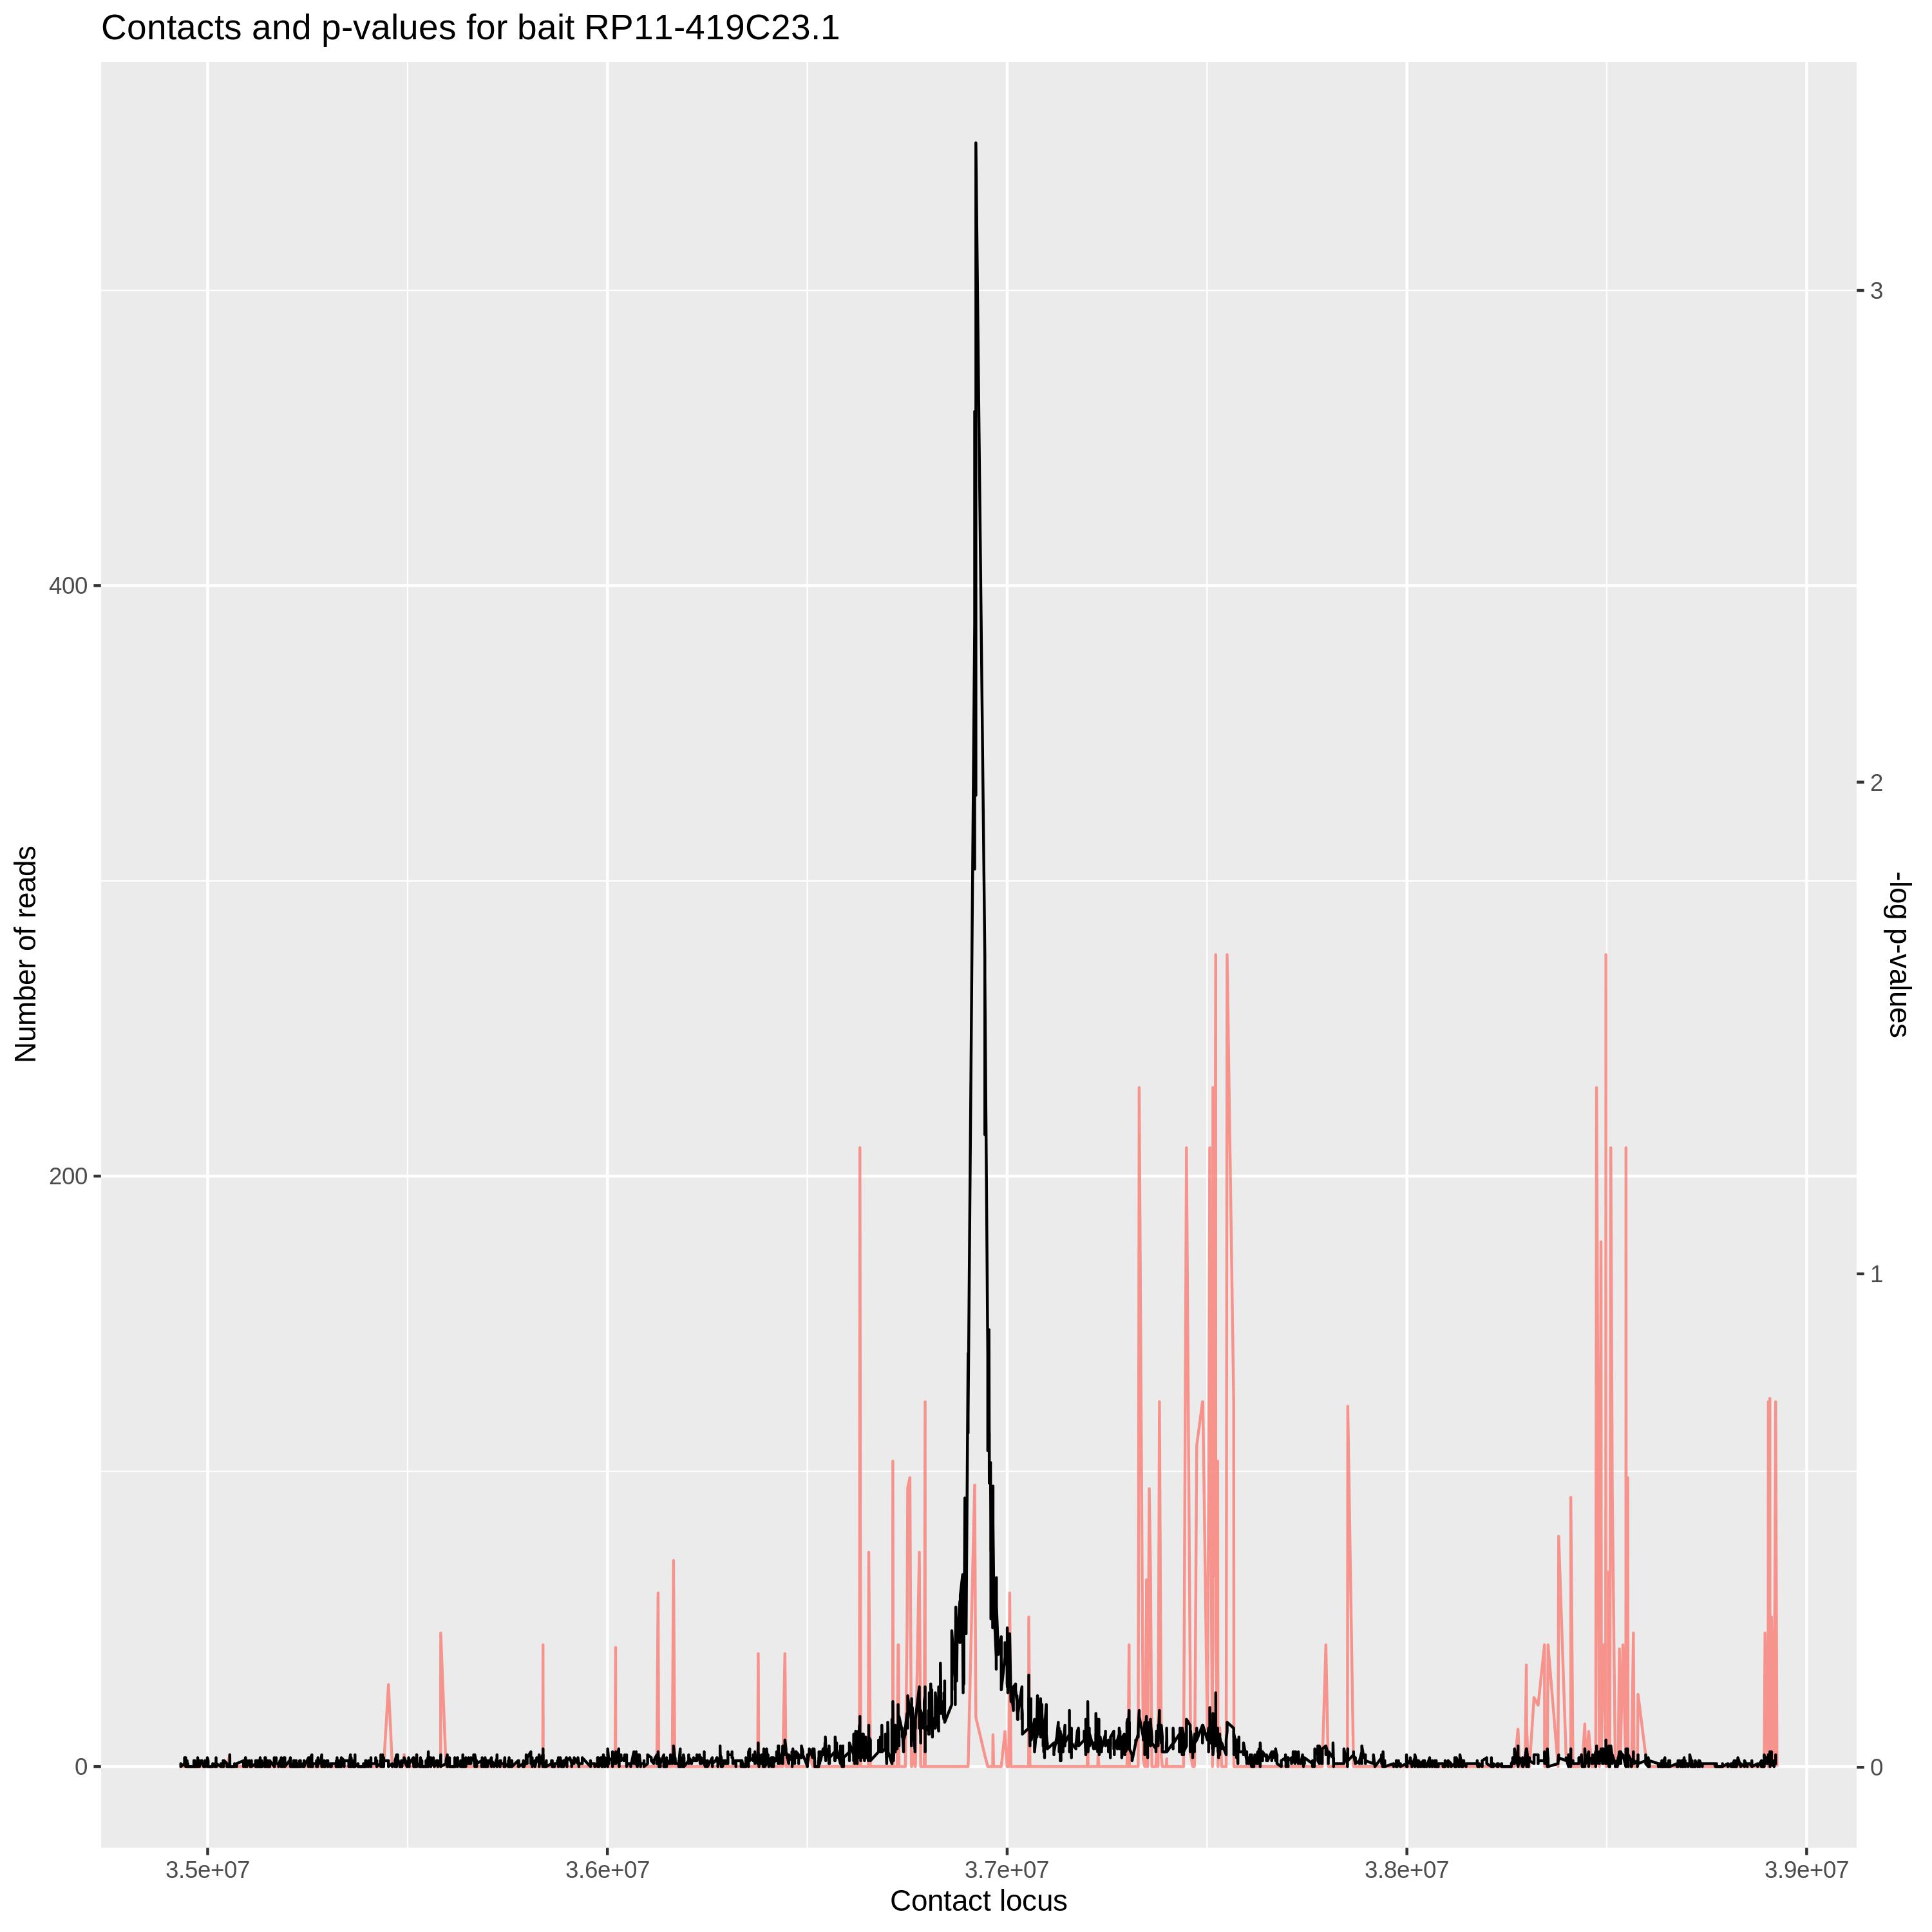 Contacts and p-values for bait RP11-419C23.1
Number of reads
400
200
0
3
2
1
0
-log p-values
3.5e+07 3.6e+07 3.7e+07 3.8e+07 3.9e+07
Contact locus